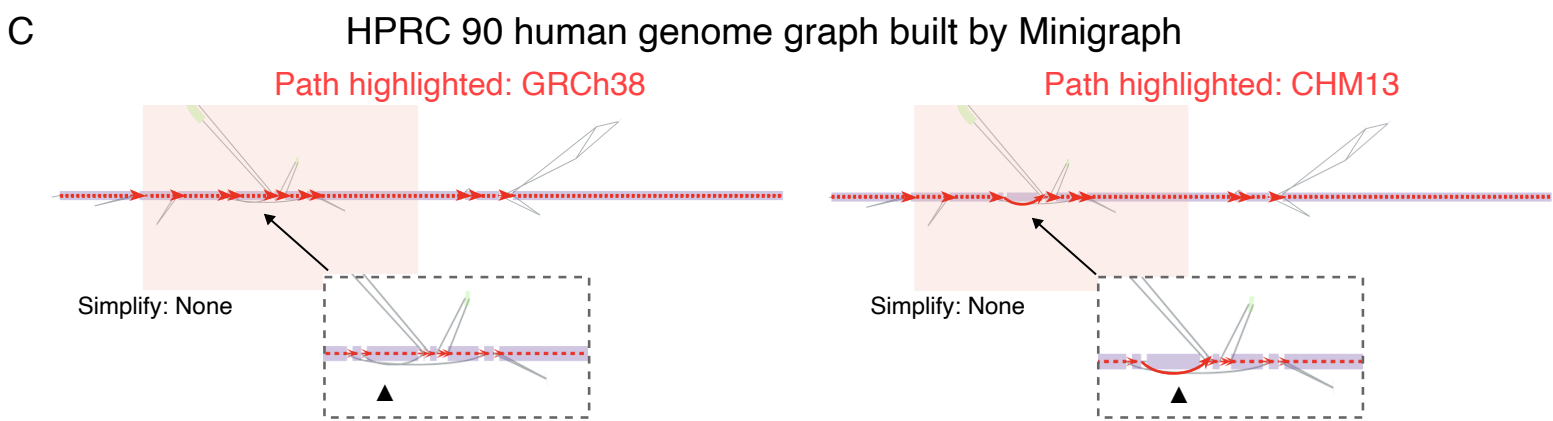 C
HPRC 90 human genome graph built by Minigraph
Path highlighted: GRCh38
Path highlighted: CHM13
Simplify: None
Simplify: None